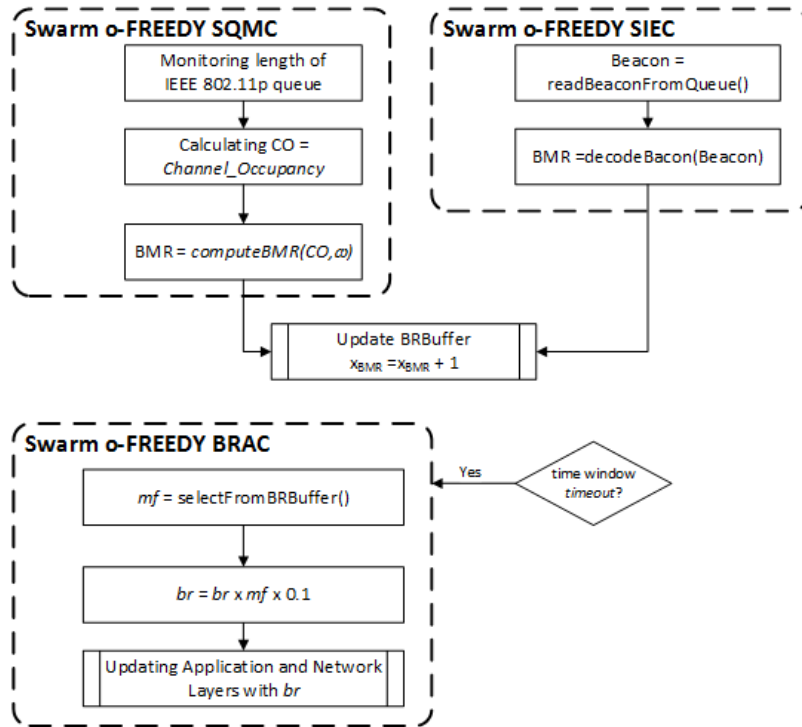 Swarm o-FREEDY SQMC
Monitoring length of
IEEE 802.11p queue
Calculating CO =
Channel_Occupancy
BMR = computeBMR(CO,ω)
Swarm o-FREEDY SIEC
Beacon =
readBeaconFromQueue()
BMR =decodeBacon(Beacon)
Update BRBuffer
xBMR =xBMR + 1
Swarm o-FREEDY BRAC
mf = selectFromBRBuffer()
br = br x mf x 0.1
Updating Application and Network
Layers with br
Yes
time window
timeout?